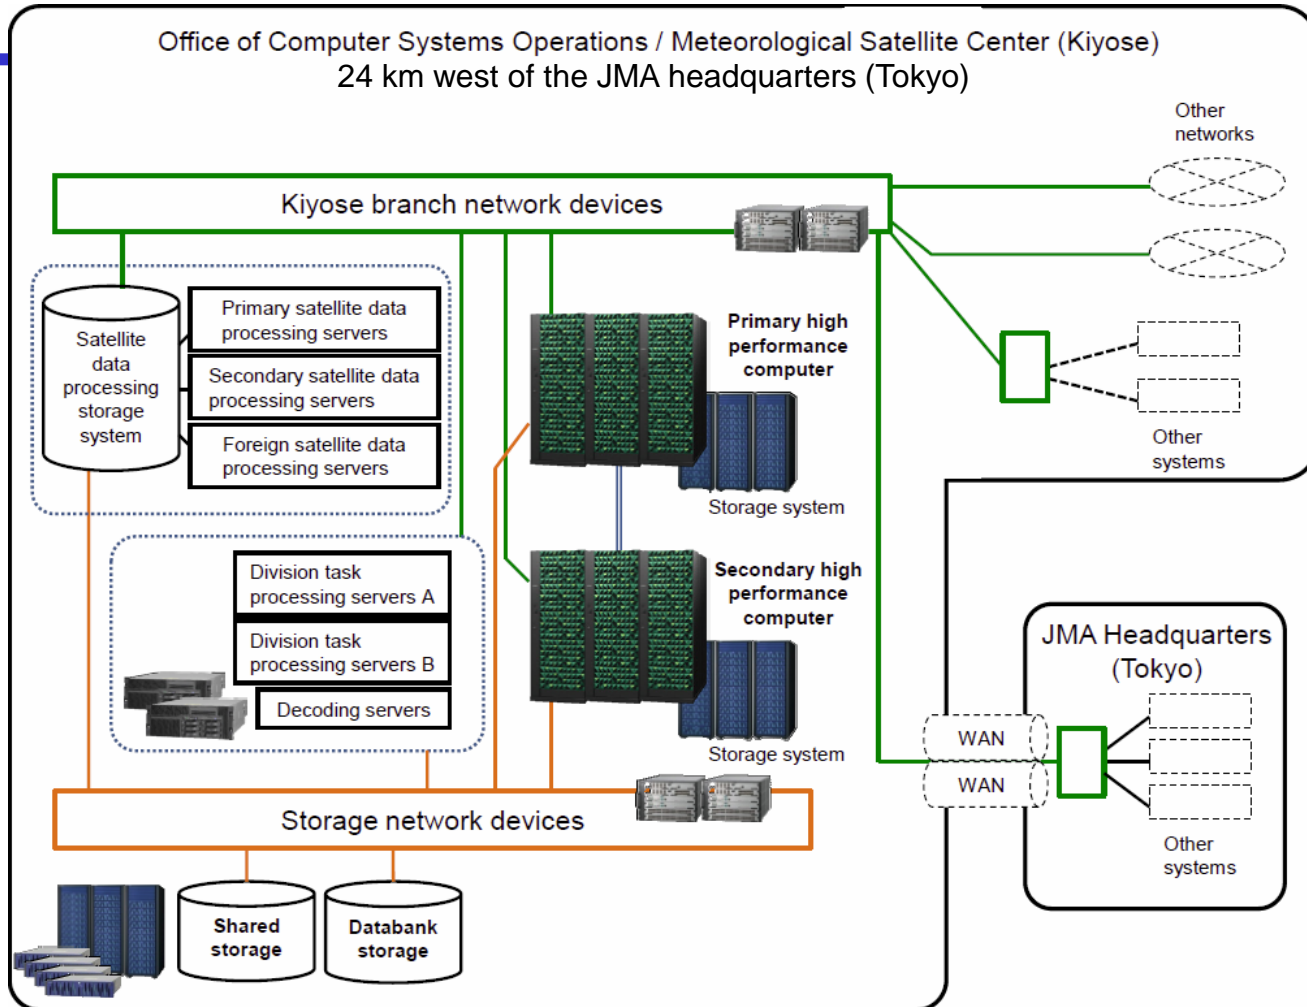 Office of Computer Systems Operations / Meteorological Satellite Center (Kiyose)
24 km west of the JMA headquarters (Tokyo)
Other
networks
Kiyose branch network devices
Satellite
data
processing
storage
system
Primary satellite data
processing servers
Secondary satellite data
processing servers
Foreign satellite data
processing servers
Primary high
performance
computer
Storage system
Other
systems
Division task
processing servers A
Division task
processing servers B
Decoding servers
Secondary high
performance
computer
Storage system
JMA Headquarters
(Tokyo)
WAN
WAN
Other
systems
Storage network devices
Shared
storage
Databank
storage